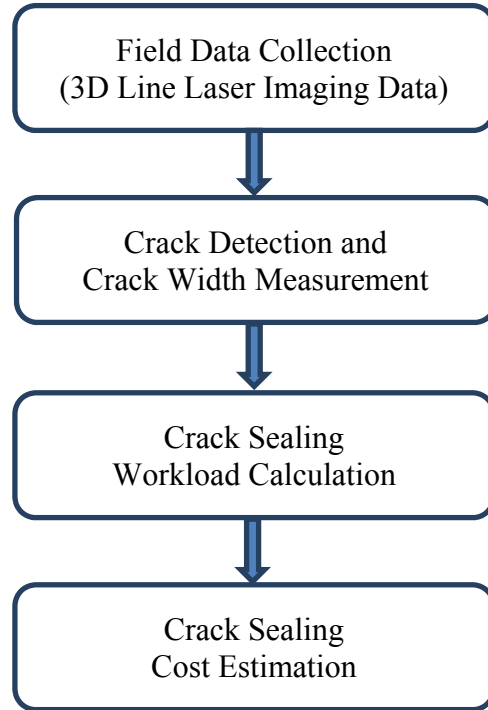 Field Data Collection
(3D Line Laser Imaging Data)
Crack Detection and
Crack Width Measurement
Crack Sealing
Workload Calculation
Crack Sealing
Cost Estimation